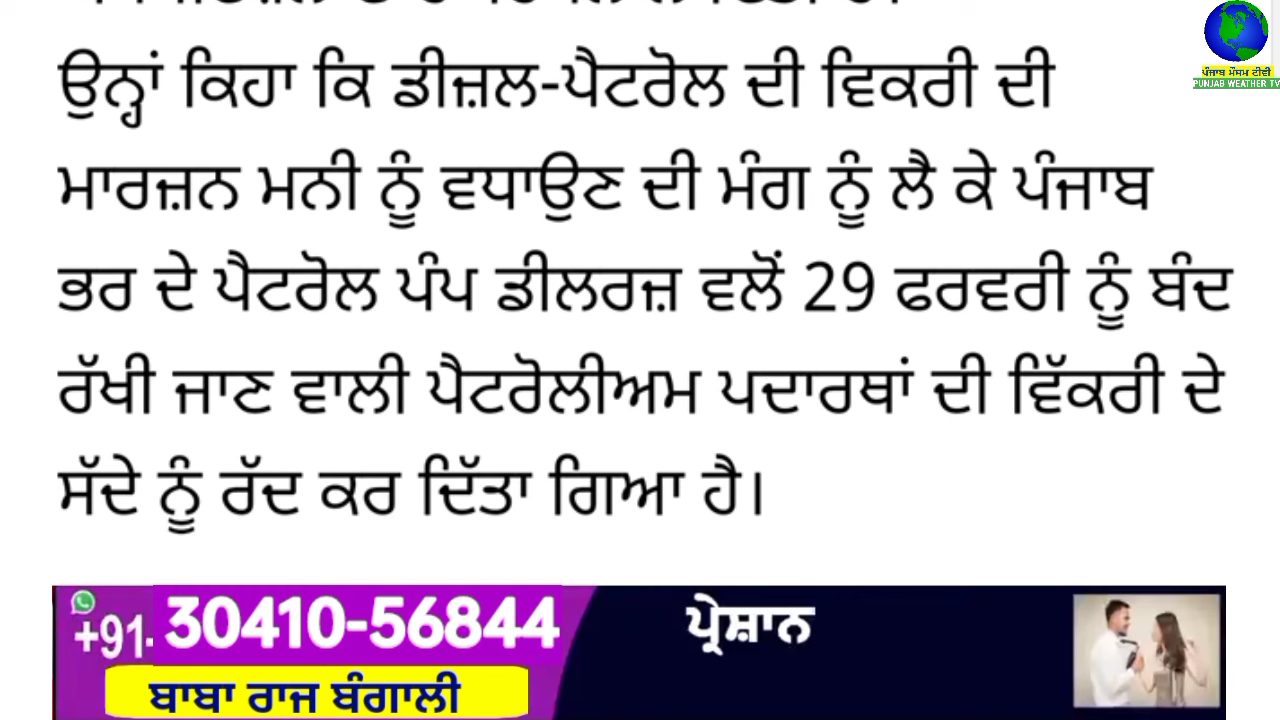 ਪੰਜਾਬ ਮੌਸਮ ਟੀਵੀ
PUNJAB WEATHER TV
ਉਨ੍ਹਾਂ ਕਿਹਾ ਕਿ ਡੀਜ਼ਲ-ਪੈਟਰੋਲ ਦੀ ਵਿਕਰੀ ਦੀ
ਮਾਰਜ਼ਨ ਮਨੀ ਨੂੰ ਵਧਾਉਣ ਦੀ ਮੰਗ ਨੂੰ ਲੈ ਕੇ ਪੰਜਾਬ
ਭਰ ਦੇ ਪੈਟਰੋਲ ਪੰਪ ਡੀਲਰਜ਼ ਵਲੋਂ 29 ਫਰਵਰੀ ਨੂੰ ਬੰਦ
ਰੱਖੀ ਜਾਣ ਵਾਲੀ ਪੈਟਰੋਲੀਅਮ ਪਦਾਰਥਾਂ ਦੀ ਵਿੱਕਰੀ ਦੇ
ਸੱਦੇ ਨੂੰ ਰੱਦ ਕਰ ਦਿੱਤਾ ਗਿਆ ਹੈ।
+91. 30410-56844
ਪ੍ਰੇਸ਼ਾਨ
ਬਾਬਾ ਰਾਜ ਬੰਗਾਲੀ